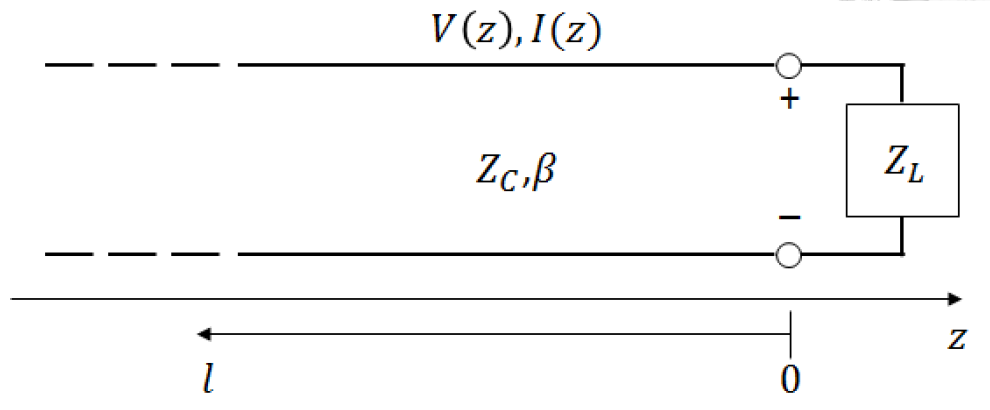 V(z), I(z)
+
Z_C, β
Z_L
−
z
l
0